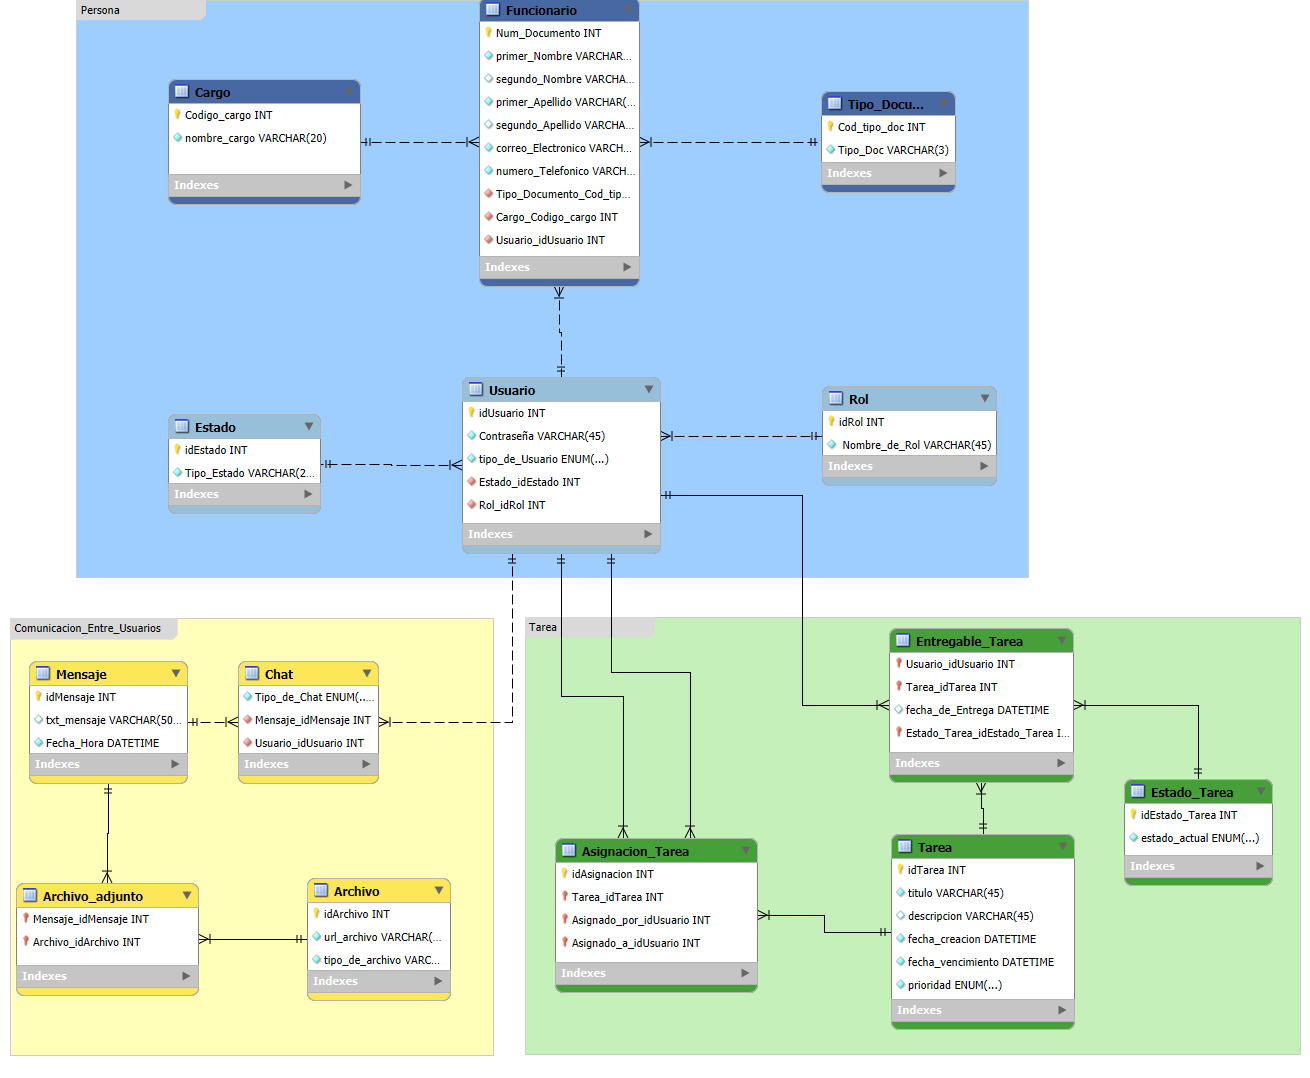 Persona
Funcionario
Num_Documento INT
primer_Nombre VARCHAR...
segundo_Nombre VARCHA...
primer_Apellido VARCHAR(...
segundo_Apellido VARCHA...
correo_Electronico VARCH...
numero_Telefonico VARCH...
Tipo_Documento_Cod_tip...
Cargo_Codigo_cargo INT
Usuario_idUsuario INT
Indexes
Cargo
Codigo_cargo INT
nombre_cargo VARCHAR(20)
Indexes
Tipo_Docu...
Cod_tipo_doc INT
Tipo_Doc VARCHAR(3)
Indexes
Usuario
idUsuario INT
Contraseña VARCHAR(45)
tipo_de_Usuario ENUM(...)
Estado_idEstado INT
Rol_idRol INT
Indexes
Rol
idRol INT
Nombre_de_Rol VARCHAR(45)
Indexes
Estado
idEstado INT
Tipo_Estado VARCHAR(2...
Indexes
Comunicacion_Entre_Usuarios
Mensaje
idMensaje INT
txt_mensaje VARCHAR(50...
Fecha_Hora DATETIME
Indexes
Chat
Tipo_de_Chat ENUM(...
Mensaje_idMensaje INT
Usuario_idUsuario INT
Indexes
Archivo_adjunto
Mensaje_idMensaje INT
Archivo_idArchivo INT
Indexes
Archivo
idArchivo INT
url_archivo VARCHAR(...
tipo_de_archivo VARC...
Indexes
Tarea
Entregable_Tarea
Usuario_idUsuario INT
Tarea_idTarea INT
fecha_de_Entrega DATETIME
Estado_Tarea_idEstado_Tarea I...
Indexes
Estado_Tarea
idEstado_Tarea INT
estado_actual ENUM(...)
Indexes
Asignacion_Tarea
idAsignacion INT
Tarea_idTarea INT
Asignado_por_idUsuario INT
Asignado_a_idUsuario INT
Indexes
Tarea
idTarea INT
titulo VARCHAR(45)
descripcion VARCHAR(45)
fecha_creacion DATETIME
fecha_vencimiento DATETIME
prioridad ENUM(...)
Indexes